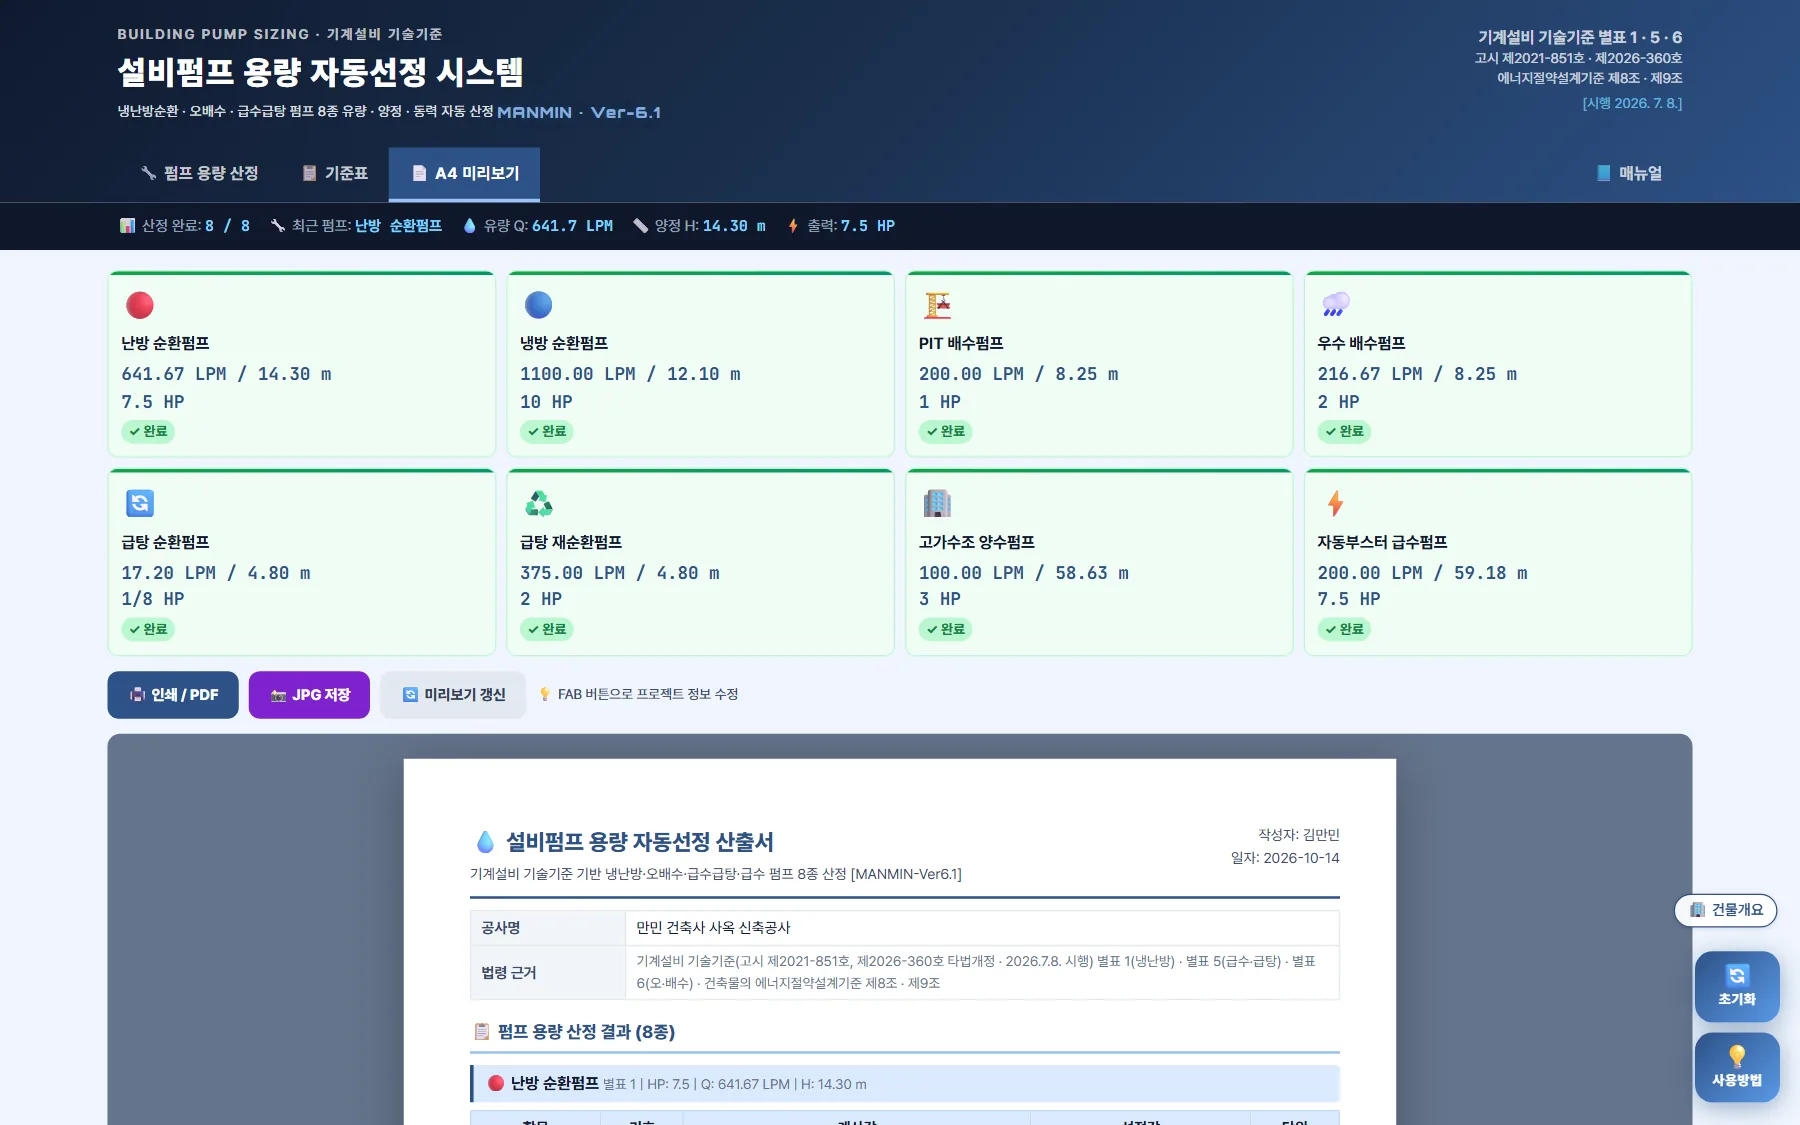 BUILDING PUMP SIZING · 기계설비 기술기준
설비펌프 용량 자동선정 시스템
냉난방순환 · 오배수 · 급수급탕 펌프 8종 유량 · 양정 · 동력 자동 산정 MANMIN · Ver-6.1
기계설비 기술기준 별표 1 · 5 · 6
고시 제2021-851호 · 제2026-360호
에너지절약설계기준 제8조 · 제9조
[시행 2026. 7. 8.]
펌프 용량 산정
기준표
A4 미리보기
매뉴얼
산정 완료: 8 / 8 최근 펌프: 난방 순환펌프 유량 Q: 641.7 LPM 양정 H: 14.30 m 출력: 7.5 HP
난방 순환펌프
641.67 LPM / 14.30 m
7.5 HP
✓ 완료
냉방 순환펌프
1100.00 LPM / 12.10 m
10 HP
✓ 완료
PIT 배수펌프
200.00 LPM / 8.25 m
1 HP
✓ 완료
우수 배수펌프
216.67 LPM / 8.25 m
2 HP
✓ 완료
급탕 순환펌프
17.20 LPM / 4.80 m
1/8 HP
✓ 완료
급탕 재순환펌프
375.00 LPM / 4.80 m
2 HP
✓ 완료
고가수조 양수펌프
100.00 LPM / 58.63 m
3 HP
✓ 완료
자동부스터 급수펌프
200.00 LPM / 59.18 m
7.5 HP
✓ 완료
인쇄 / PDF
JPG 저장
미리보기 갱신
FAB 버튼으로 프로젝트 정보 수정
설비펌프 용량 자동선정 산출서
기계설비 기술기준 기반 냉난방·오배수·급수급탕·급수 펌프 8종 산정 [MANMIN-Ver6.1]
작성자: 김만민
일자: 2026-10-14
공사명
만민 건축사 사옥 신축공사
법령 근거
기계설비 기술기준(고시 제2021-851호, 제2026-360호 타법개정 · 2026.7.8. 시행) 별표 1(냉난방) · 별표 5(급수·급탕) · 별표
6(오·배수) · 건축물의 에너지절약설계기준 제8조 · 제9조
펌프 용량 산정 결과 (8종)
난방 순환펌프 별표 1 | HP: 7.5 | Q: 641.67 LPM | H: 14.30 m
건물개요
초기화
사용방법